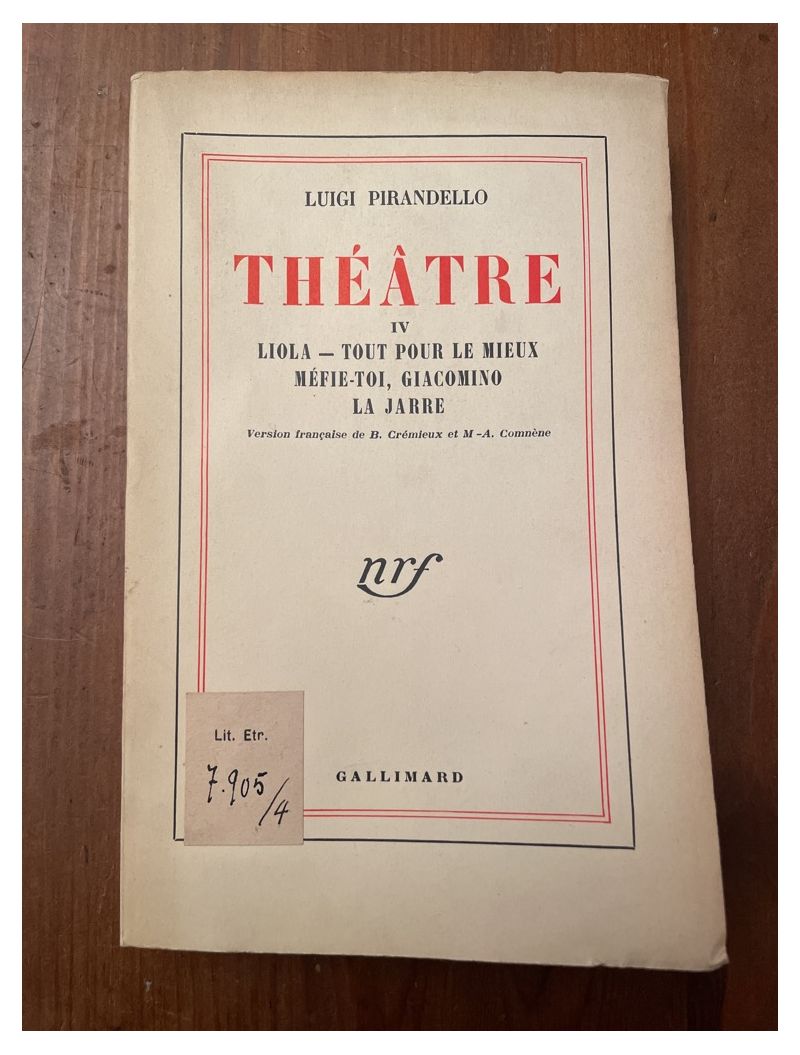 LUIGI PIRANDELLO
THÉÂTRE
IV
LIOLA — TOUT POUR LE MIEUX
MÉFIE-TOI, GIACOMINO
LA JARRE
Version française de B. Crémieux et M-A. Comnène
nrf
Lit. Etr.
7.905/4
GALLIMARD